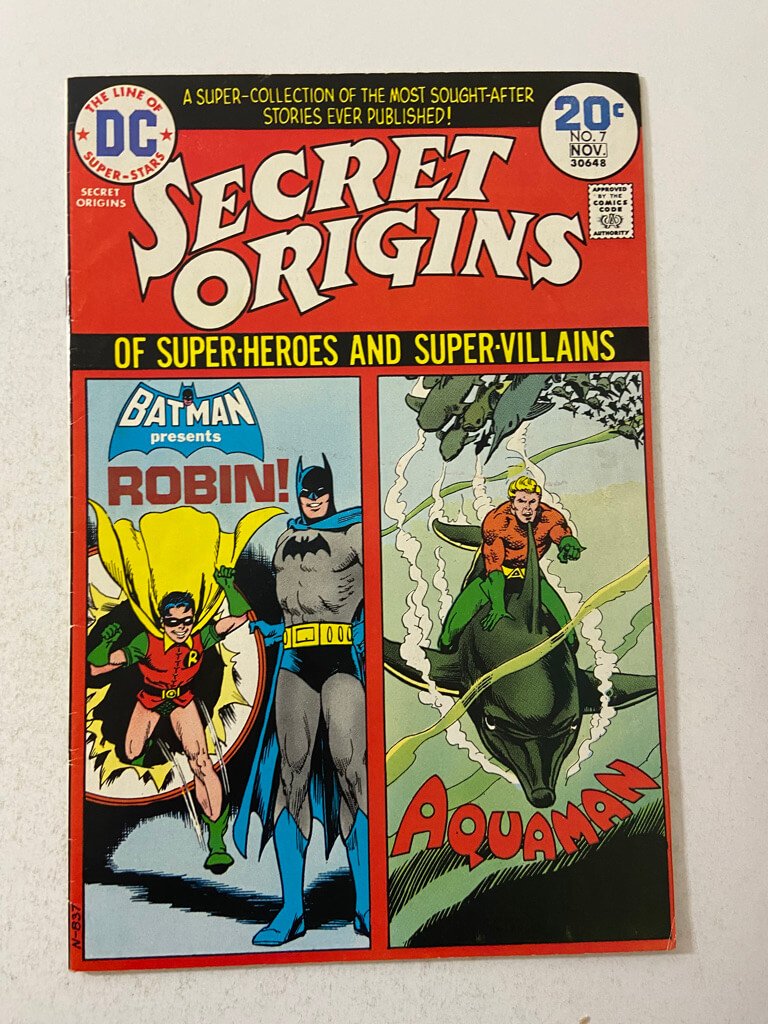 THE LINE OF
DC
SUPER-STARS
A SUPER-COLLECTION OF THE MOST SOUGHT-AFTER
STORIES EVER PUBLISHED!
20¢
NO. 7
NOV.
30648
SECRET
ORIGINS
APPROVED
BY THE
COMICS
CODE
AUTHORITY
SECRET
ORIGINS
OF SUPER-HEROES AND SUPER-VILLAINS
BATMAN
presents
ROBIN!
R
AQUAMAN
N-837